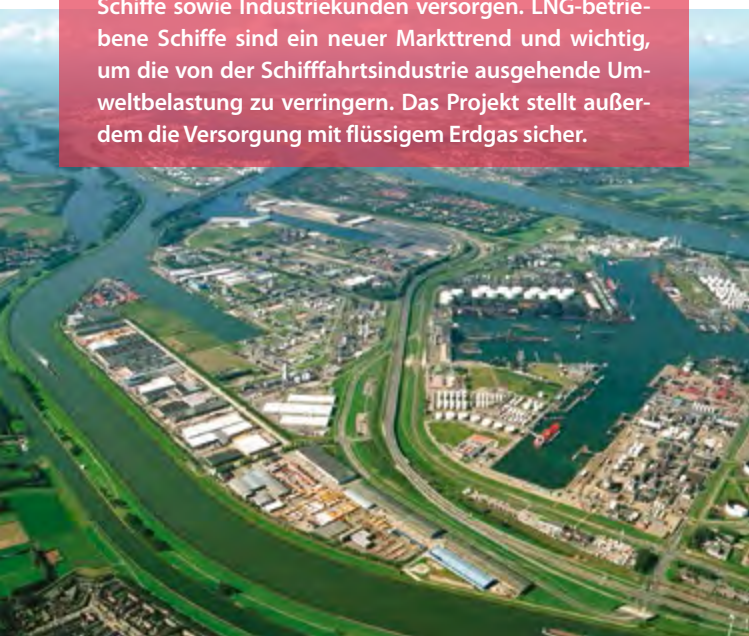 Schiffe sowie Industriekunden versorgen. LNG-betrie-
bene Schiffe sind ein neuer Markttrend und wichtig,
um die von der Schifffahrtsindustrie ausgehende Um-
weltbelastung zu verringern. Das Projekt stellt außer-
dem die Versorgung mit flüssigem Erdgas sicher.